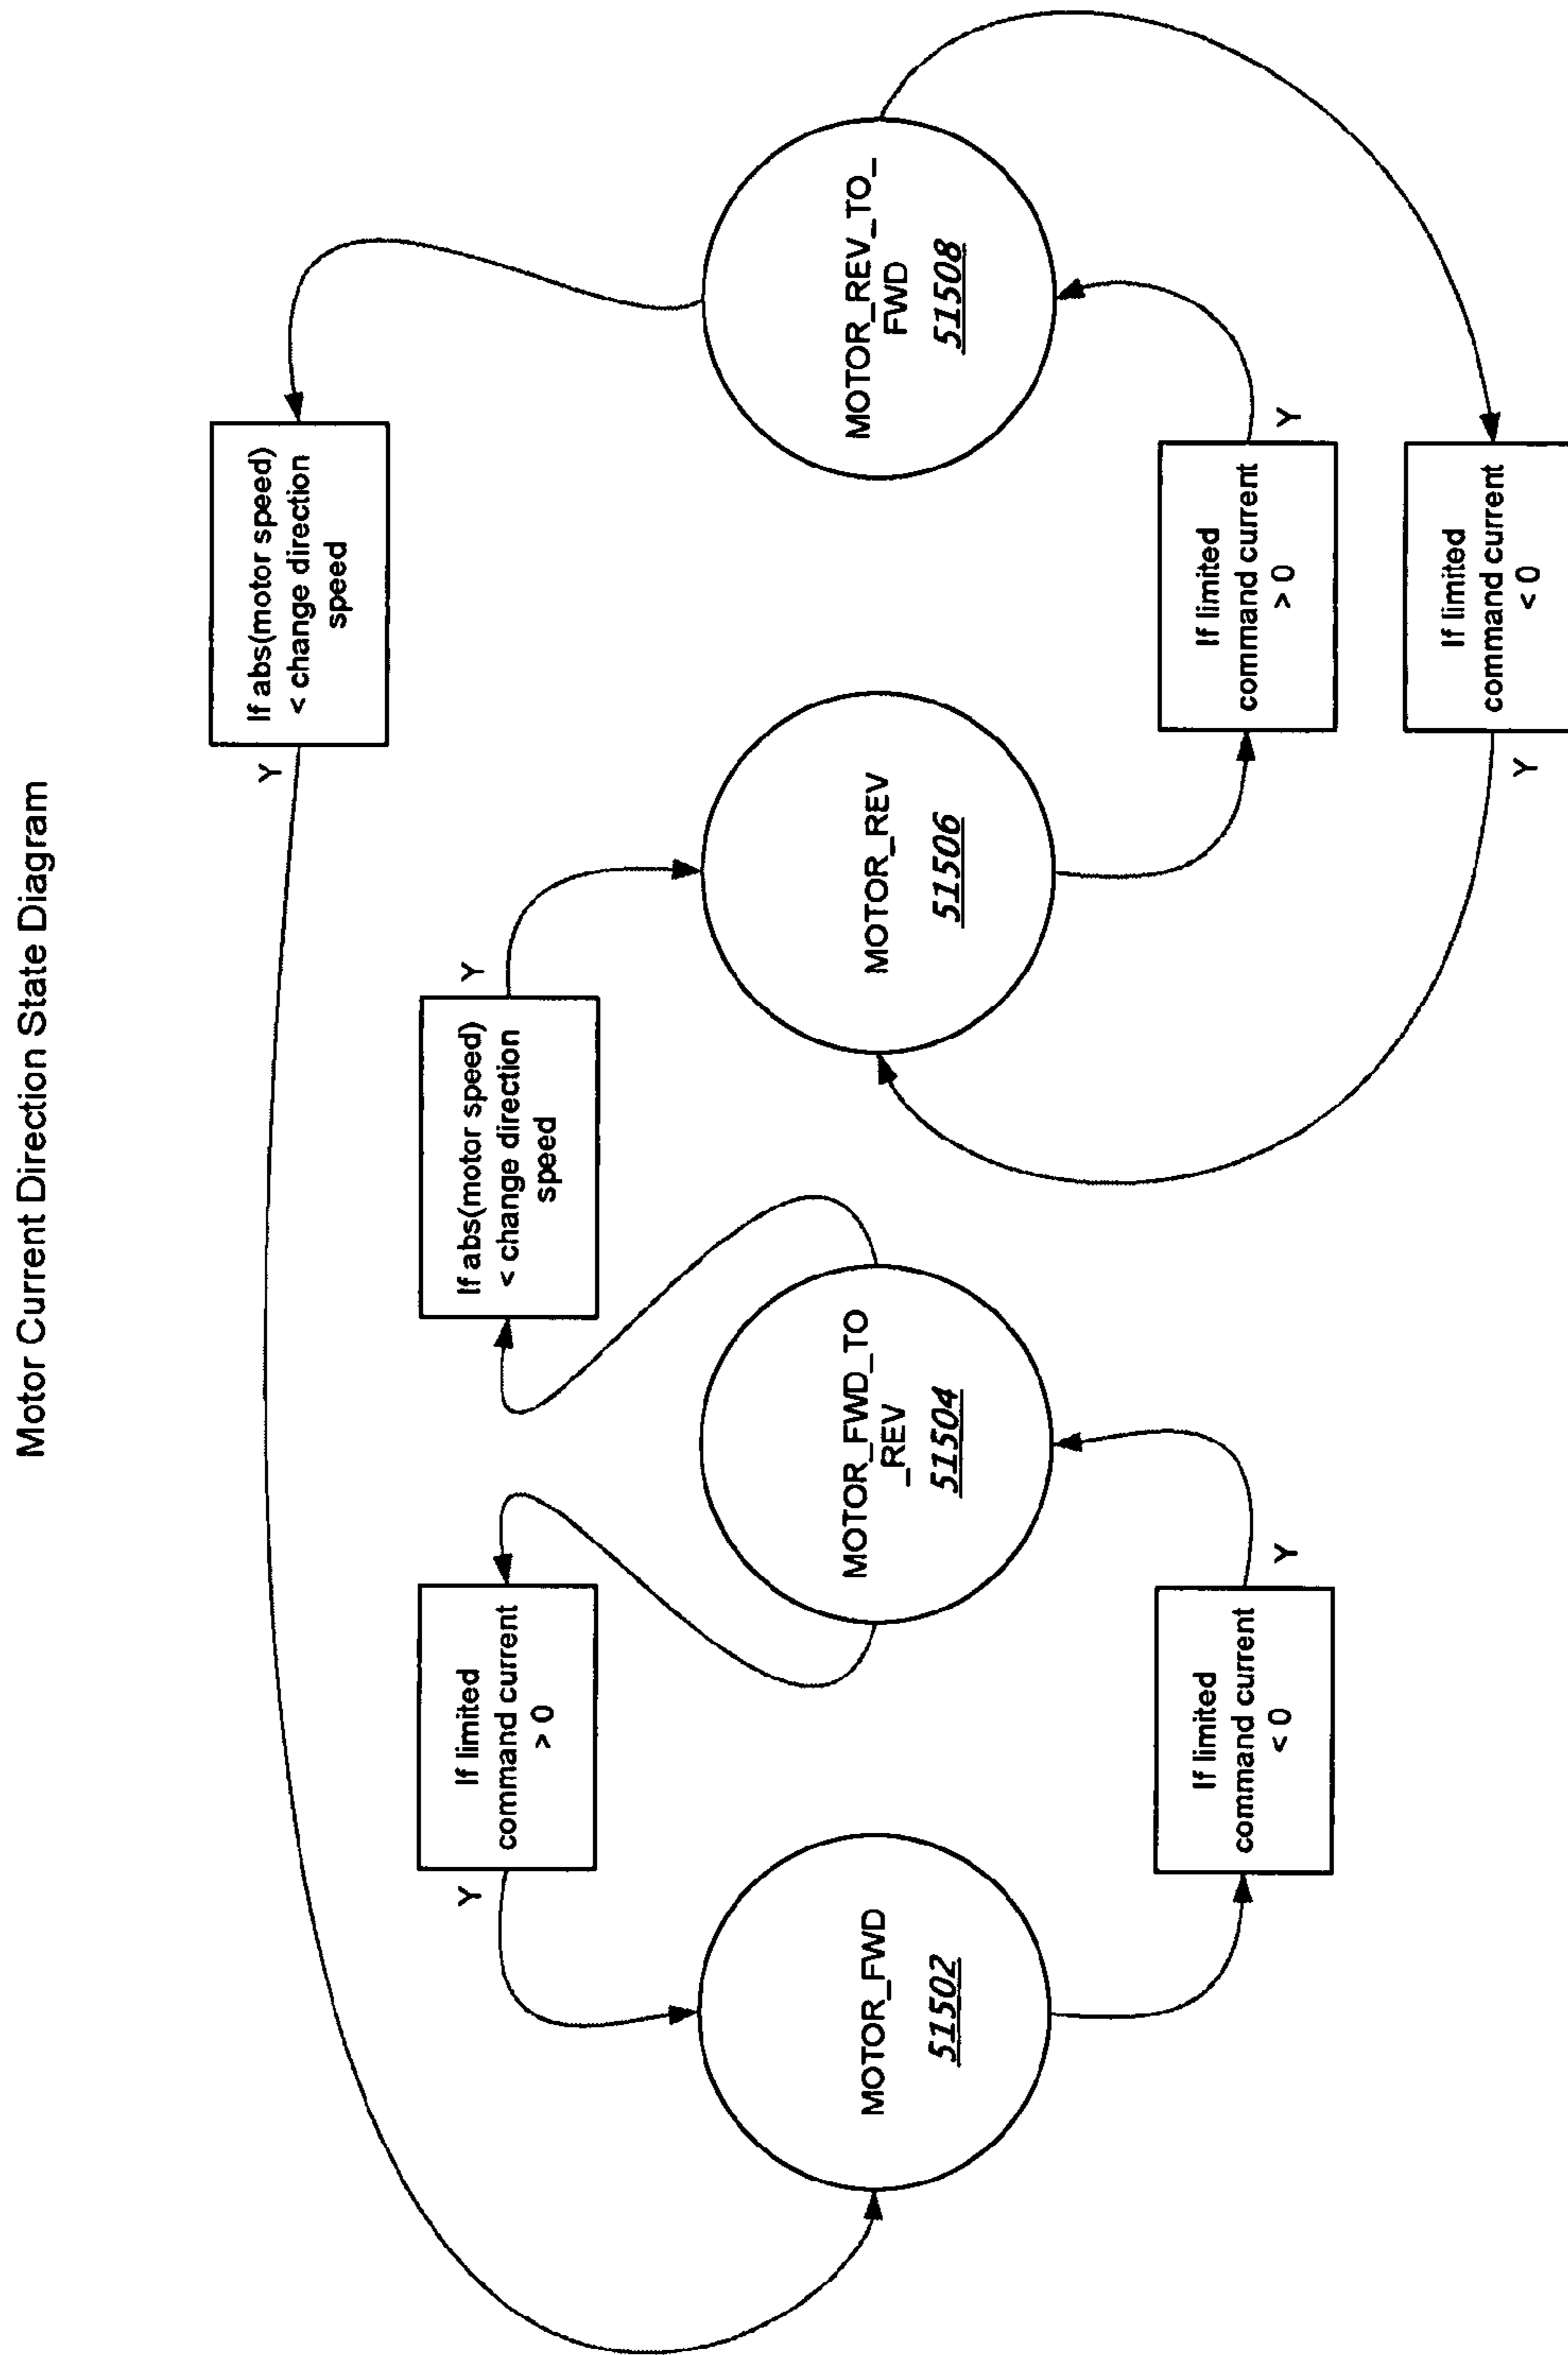 Motor Current Direction State Diagram
If abs(motor speed)
< change direction
speed
Y
If limited
command current
> 0
Y
If abs(motor speed)
< change direction
speed
Y
MOTOR_FWD
51502
MOTOR_FWD_TO
_REV
51504
MOTOR_REV
51506
MOTOR_REV_TO_
FWD
51508
If limited
command current
< 0
Y
If limited
command current
> 0
Y
If limited
command current
< 0
Y